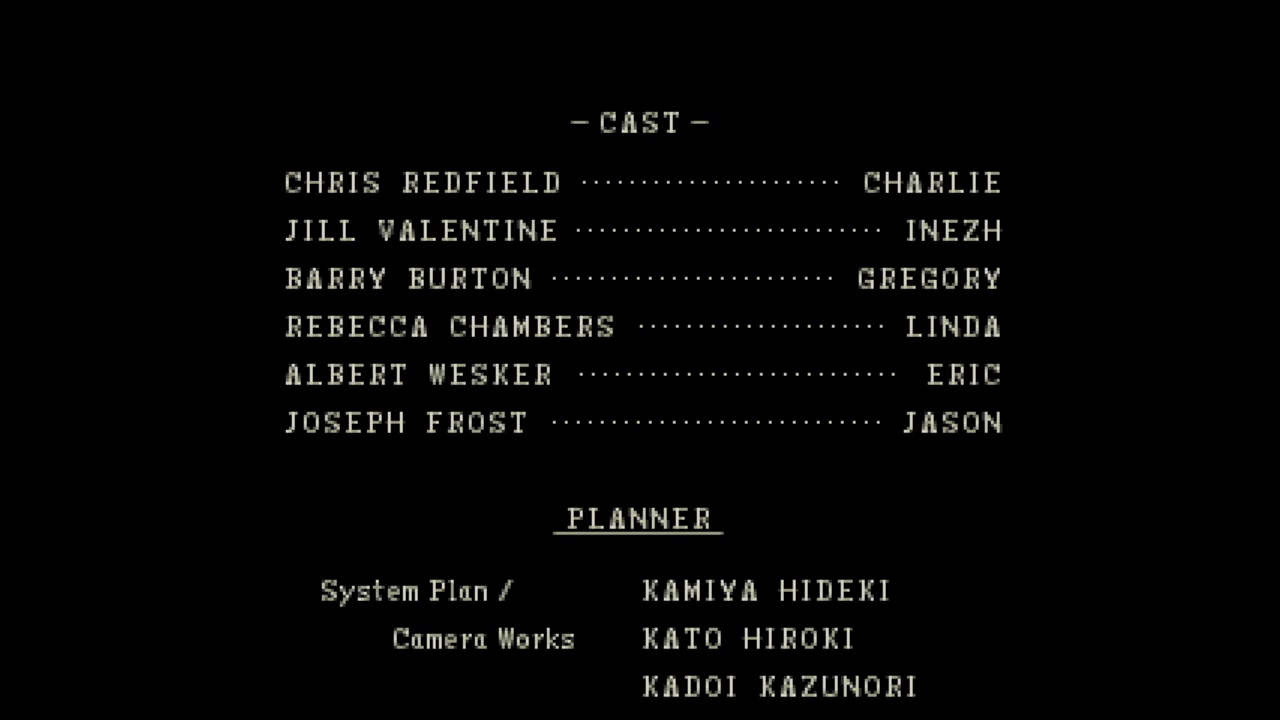 – CAST –
CHRIS REDFIELD ······················ CHARLIE
JILL VALENTINE ·························· INEZH
BARRY BURTON ························ GREGORY
REBECCA CHAMBERS ····················· LINDA
ALBERT WESKER ··························· ERIC
JOSEPH FROST ···························· JASON
PLANNER
System Plan / KAMIYA HIDEKI
Camera Works KATO HIROKI
KADOI KAZUNORI